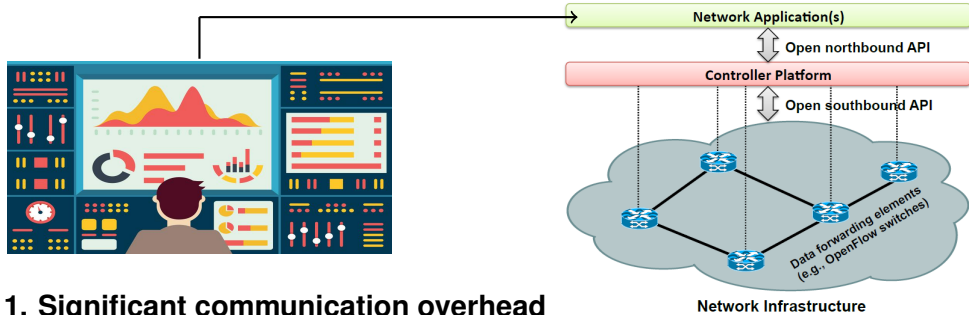 Network Application(s)
Open northbound API
Controller Platform
Open southbound API
Data forwarding elements
(e.g., OpenFlow switches)
Network Infrastructure
1. Significant communication overhead